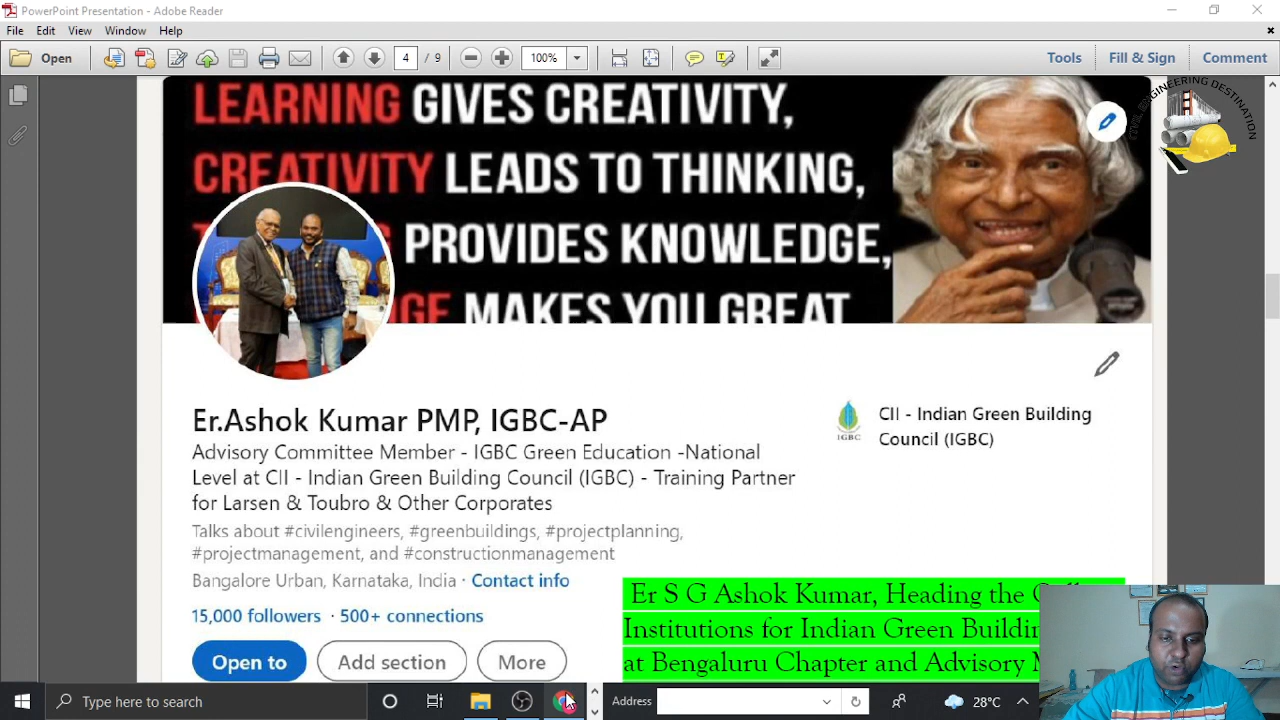 PowerPoint Presentation - Adobe Reader
File Edit View Window Help
Open 4 / 9 100% Tools Fill & Sign Comment
CIVIL ENGINEERING DESTINATION
LEARNING GIVES CREATIVITY,
CREATIVITY LEADS TO THINKING,
PROVIDES KNOWLEDGE,
MAKES YOU GREAT
Er.Ashok Kumar PMP, IGBC-AP
Advisory Committee Member - IGBC Green Education -National
Level at CII - Indian Green Building Council (IGBC) - Training Partner
for Larsen & Toubro & Other Corporates
IGBC
CII - Indian Green Building
Council (IGBC)
Talks about #civilengineers, #greenbuildings, #projectplanning,
#projectmanagement, and #constructionmanagement
Bangalore Urban, Karnataka, India · Contact info
15,000 followers · 500+ connections
Open to Add section More
Er S G Ashok Kumar, Heading the
Institutions for Indian Green
at Bengaluru Chapter and Advisory
Type here to search Address 28°C